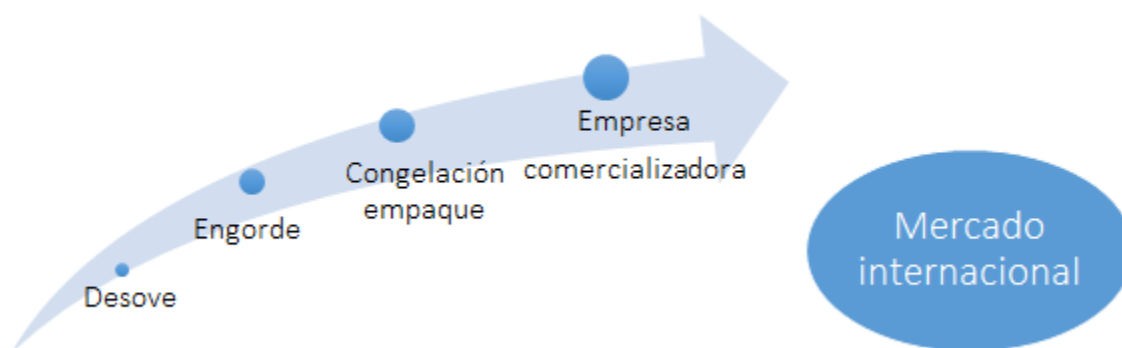 Desove
Engorde
Congelación
empaque
Empresa
comercializadora
Mercado
internacional